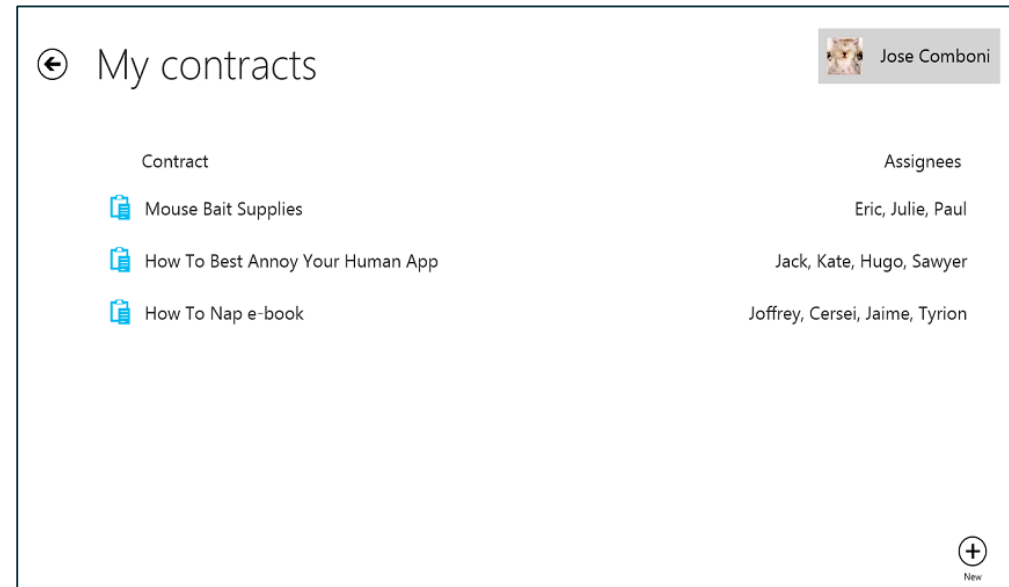 My contracts
Jose Comboni
Contract Assignees
Mouse Bait Supplies Eric, Julie, Paul
How To Best Annoy Your Human App Jack, Kate, Hugo, Sawyer
How To Nap e-book Joffrey, Cersei, Jaime, Tyrion
New